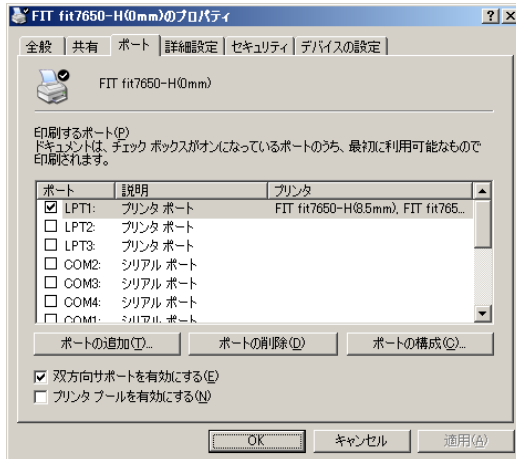 FIT fit7650-H(0mm)のプロパティ
全般 共有 ポート 詳細設定 セキュリティ デバイスの設定
FIT fit7650-H(0mm)
印刷するポート(P)
ドキュメントは、チェック ボックスがオンになっているポートのうち、最初に利用可能なもので
印刷されます。
ポート 説明 プリンタ
LPT1: プリンタ ポート FIT fit7650-H(8.5mm), FIT fit765...
LPT2: プリンタ ポート
LPT3: プリンタ ポート
COM2: シリアル ポート
COM3: シリアル ポート
COM4: シリアル ポート
COM1: シリアル ポート
ポートの追加(T)... ポートの削除(D) ポートの構成(C)...
双方向サポートを有効にする(E)
プリンタ プールを有効にする(N)
OK キャンセル 適用(A)